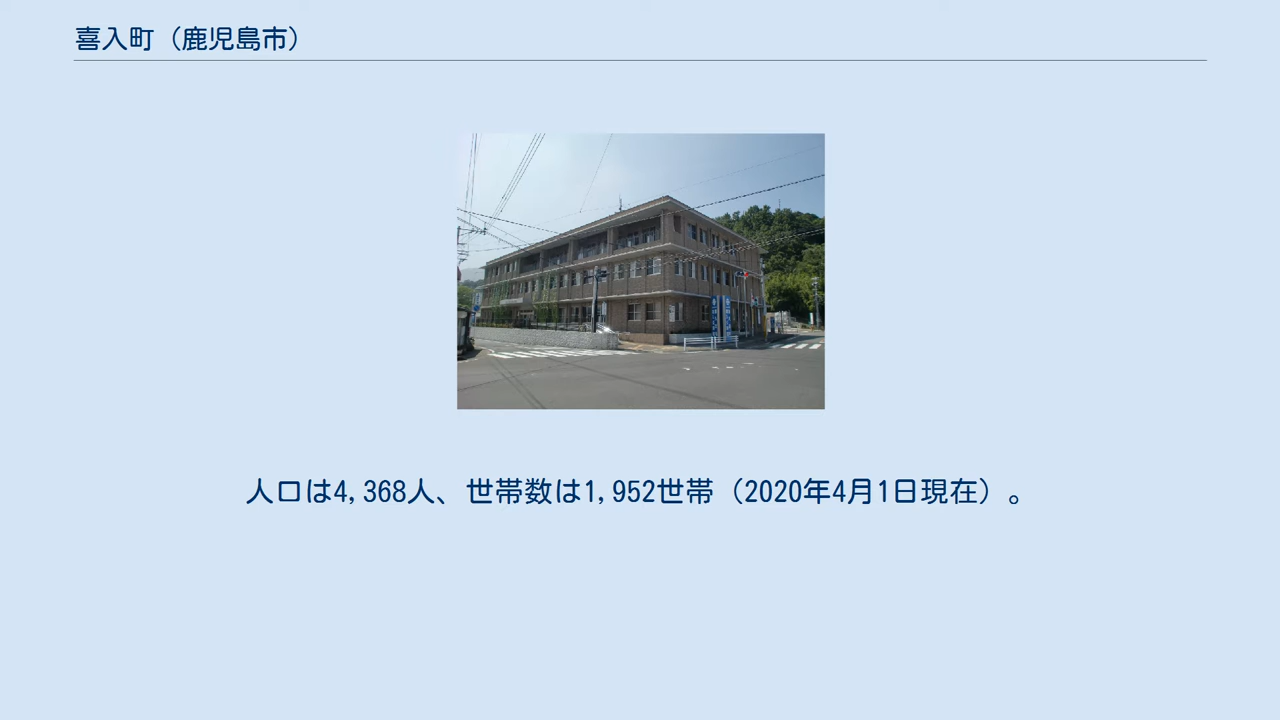 喜入町（鹿児島市）
人口は4,368人、世帯数は1,952世帯（2020年4月1日現在）。